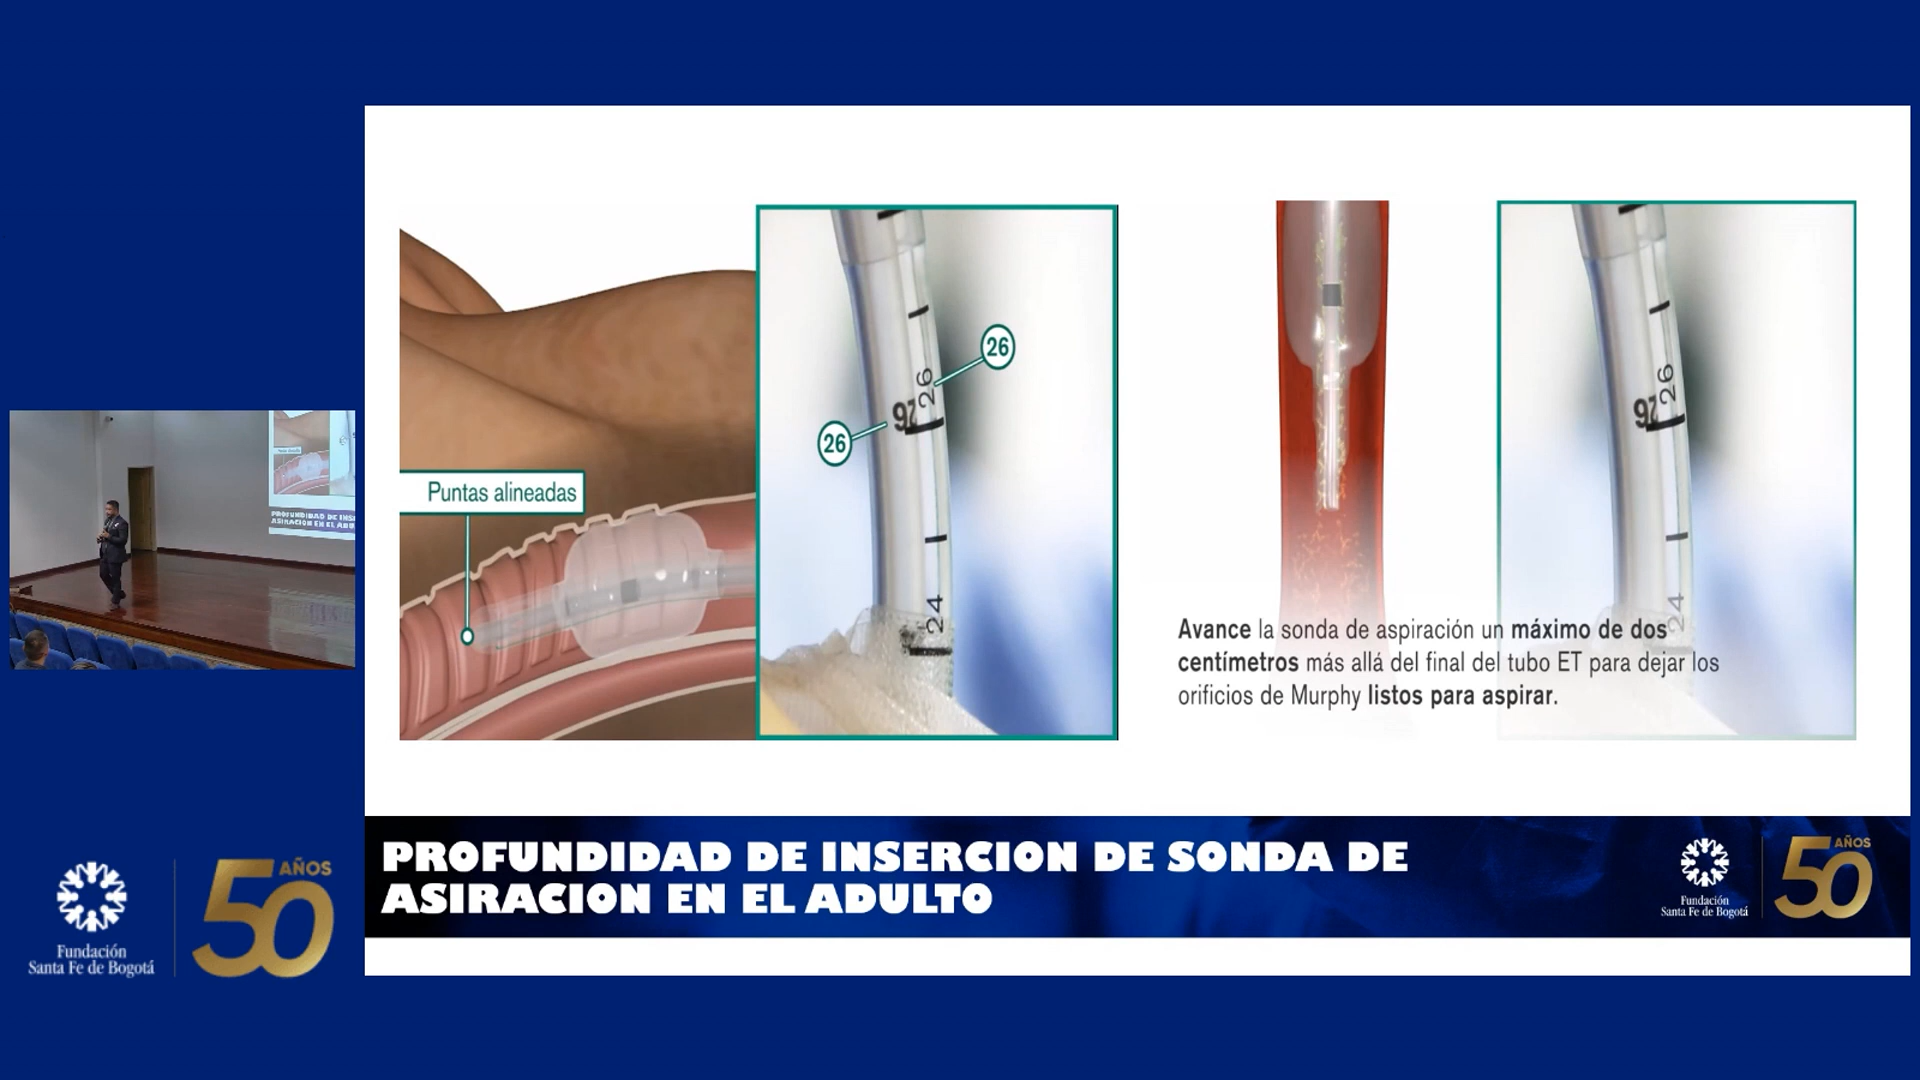 Puntas alineadas
26
26
26
26
24
26
26
24
Avance la sonda de aspiración un máximo de dos
centímetros más allá del final del tubo ET para dejar los
orificios de Murphy listos para aspirar.
PROFUNDIDAD DE INSERCION DE SONDA DE
ASIRACION EN EL ADULTO
Fundación
Santa Fe de Bogotá
50 AÑOS
Fundación
Santa Fe de Bogotá
50 AÑOS